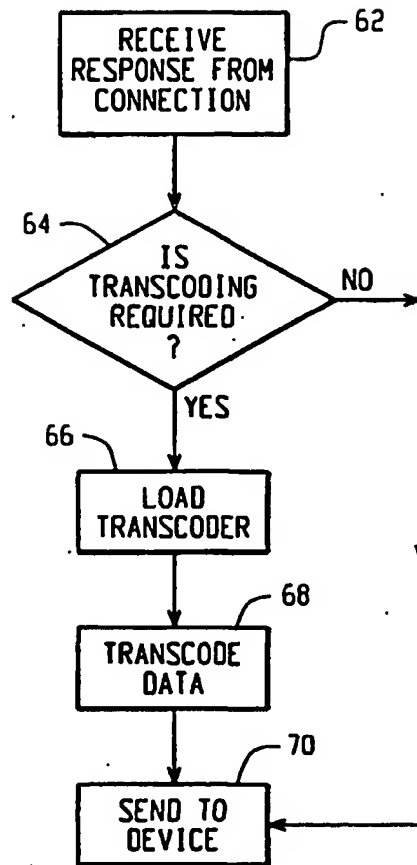 62
RECEIVE
RESPONSE FROM
CONNECTION
64
IS
TRANSCODING
REQUIRED
?
NO
YES
66
LOAD
TRANSCODER
68
TRANSCODE
DATA
70
SEND TO
DEVICE